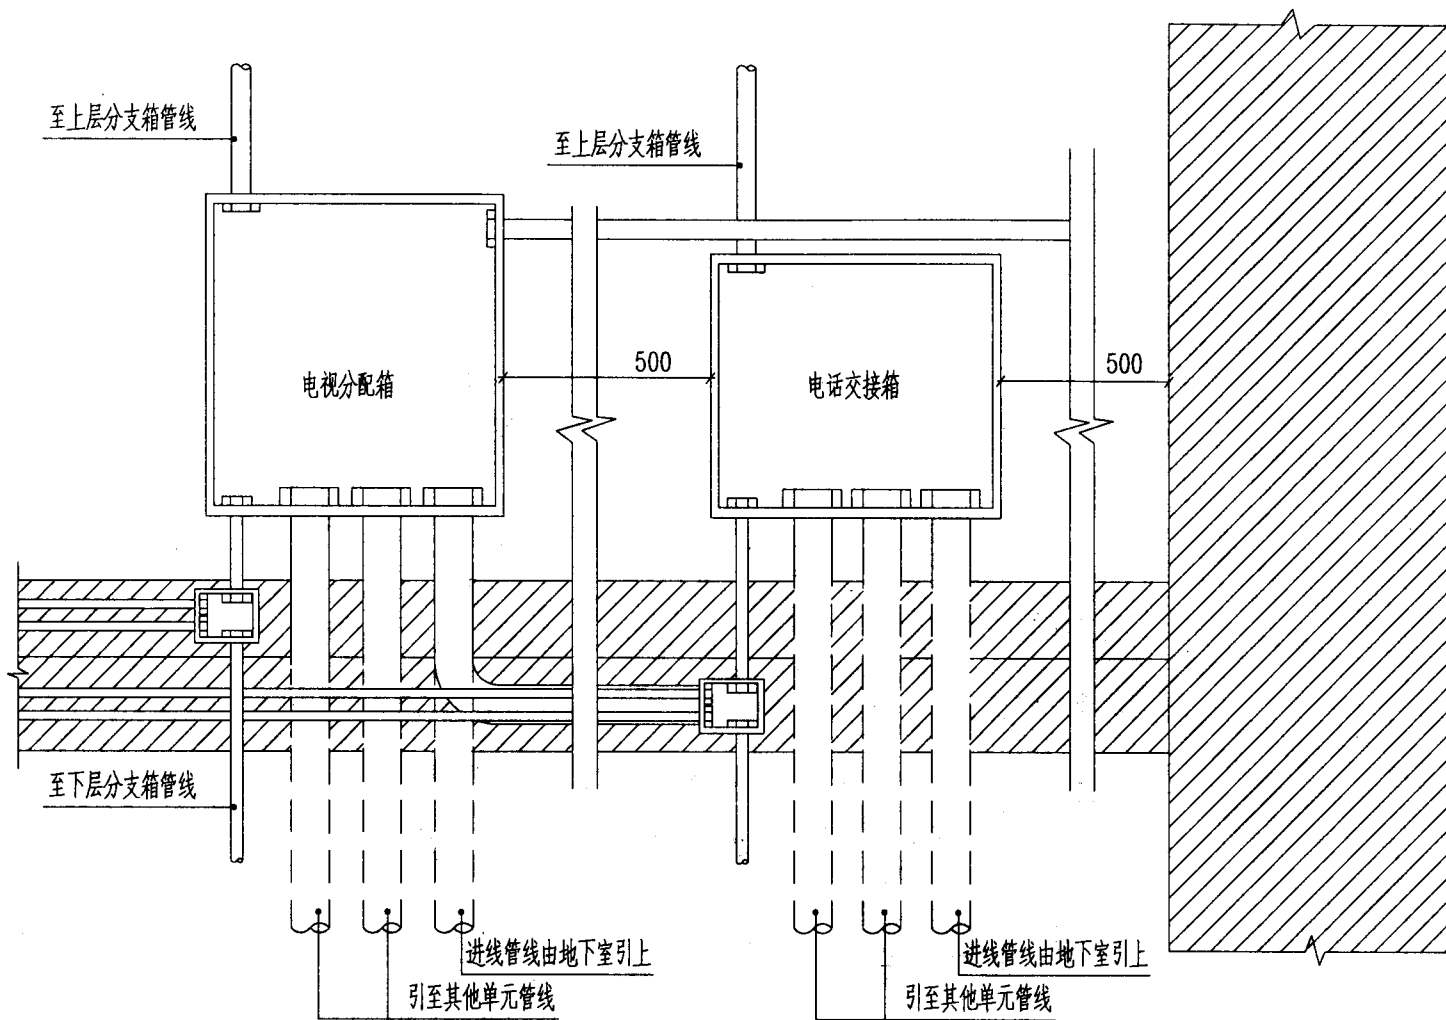 至上层分支箱管线
至上层分支箱管线
500
500
电视分配箱
电话交接箱
至下层分支箱管线
进线管线由地下室引上
进线管线由地下室引上
引至其他单元管线
引至其他单元管线